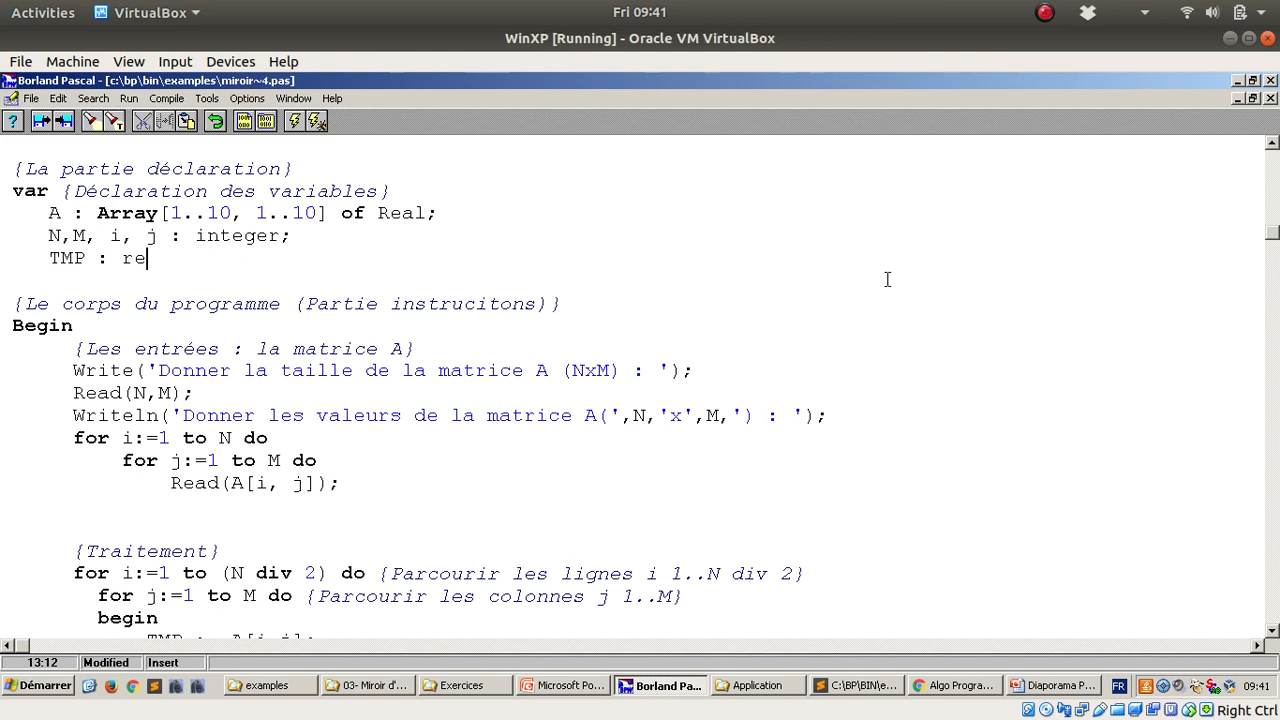 Activities VirtualBox Fri 09:41
WinXP [Running] - Oracle VM VirtualBox
File Machine View Input Devices Help
Borland Pascal - [c:\bp\bin\examples\miroir~4.pas]
File Edit Search Run Compile Tools Options Window Help
{La partie déclaration}
var {Déclaration des variables}
A : Array[1..10, 1..10] of Real;
N,M, i, j : integer;
TMP : re
{Le corps du programme (Partie instrucitons)}
Begin
{Les entrées : la matrice A}
Write('Donner la taille de la matrice A (NxM) : ');
Read(N,M);
Writeln('Donner les valeurs de la matrice A(',N,'x',M,') : ');
for i:=1 to N do
for j:=1 to M do
Read(A[i, j]);
{Traitement}
for i:=1 to (N div 2) do {Parcourir les lignes i 1..N div 2}
for j:=1 to M do {Parcourir les colonnes j 1..M}
begin
13:12 Modified Insert
Démarrer examples 03- Miroir d'... Exercices Microsoft Po... Borland Pa... Application C:\BP\BIN\e... Algo Progra... Diaporama P... FR 09:41
Right Ctrl